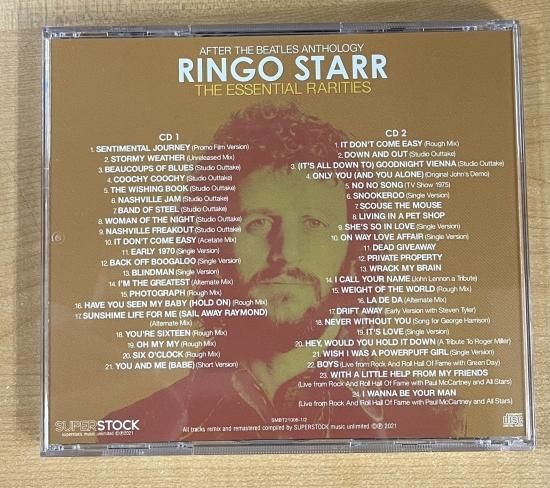 AFTER THE BEATLES ANTHOLOGY
RINGO STARR
THE ESSENTIAL RARITIES
CD 1
1. SENTIMENTAL JOURNEY (Promo Film Version)
2. STORMY WEATHER (Unreleased Mix)
3. BEAUCOUPS OF BLUES (Studio Outtake)
4. COOCHY COOCHY (Studio Outtake)
5. THE WISHING BOOK (Studio Outtake)
6. NASHVILLE JAM (Studio Outtake)
7 BAND OF STEEL (Studio Outtake)
8. WOMAN OF THE NIGHT (Studio Outtake)
9. NASHVILLE FREAKOUT (Studio Outtake)
10. IT DON'T COME EASY (Acetate Mix)
11. EARLY 1970 (Single Version)
12. BACK OFF BOOGALOO (Single Version)
13. BLINDMAN (Single Version)
14. I'M THE GREATEST (Alternate Mix)
15. PHOTOGRAPH (Rough Mix)
16. HAVE YOU SEEN MY BABY (HOLD ON) (Rough Mix)
17. SUNSHIME LIFE FOR ME (SAIL AWAY RAYMOND)
(Alternate Mix)
18. YOU'RE SIXTEEN (Rough Mix)
19. OH MY MY (Rough Mix)
20. SIX O'CLOCK (Rough Mix)
21. YOU AND ME (BABE) (Short Version)
CD 2
1. IT DON'T COME EASY (Rough Mix)
2. DOWN AND OUT (Studio Outtake)
3. (IT'S ALL DOWN TO) GOODNIGHT VIENNA (Studio Outtake)
4. ONLY YOU (AND YOU ALONE) (Original John's Demo)
5. NO NO SONG (TV Show 1975)
6. SNOOKEROO (Single Version)
7. SCOUSE THE MOUSE
8. LIVING IN A PET SHOP
9. SHE'S SO IN LOVE (Single Version)
10. ON WAY LOVE AFFAIR (Single Version)
11. DEAD GIVEAWAY
12. PRIVATE PROPERTY
13. WRACK MY BRAIN
14. I CALL YOUR NAME (John Lennon a Tribute)
15. WEIGHT OF THE WORLD (Rough Mix)
16. LA DE DA (Alternate Mix)
17. DRIFT AWAY (Early Version with Steven Tyler)
18. NEVER WITHOUT YOU (Song for George Harrison)
19. IT'S LOVE (Single Version)
20. HEY, WOULD YOU HOLD IT DOWN (A Tribute To Roger Miller)
21. WISH I WAS A POWERPUFF GIRL (Single Version)
22. BOYS (Live from Rock And Roll Hall Of Fame with Green Day)
23. WITH A LITTLE HELP FROM MY FRIENDS
(Live from Rock And Roll Hall Of Fame with Paul McCartney and All Stars)
24. I WANNA BE YOUR MAN
(Live from Rock And Roll Hall Of Fame with Paul McCartney and All Stars)
SUPERSTOCK
superstock music unlimited ©℗2021
SMBT21006-1/2
All tracks remix and remastered compiled by SUPERSTOCK music unlimited ©℗ 2021